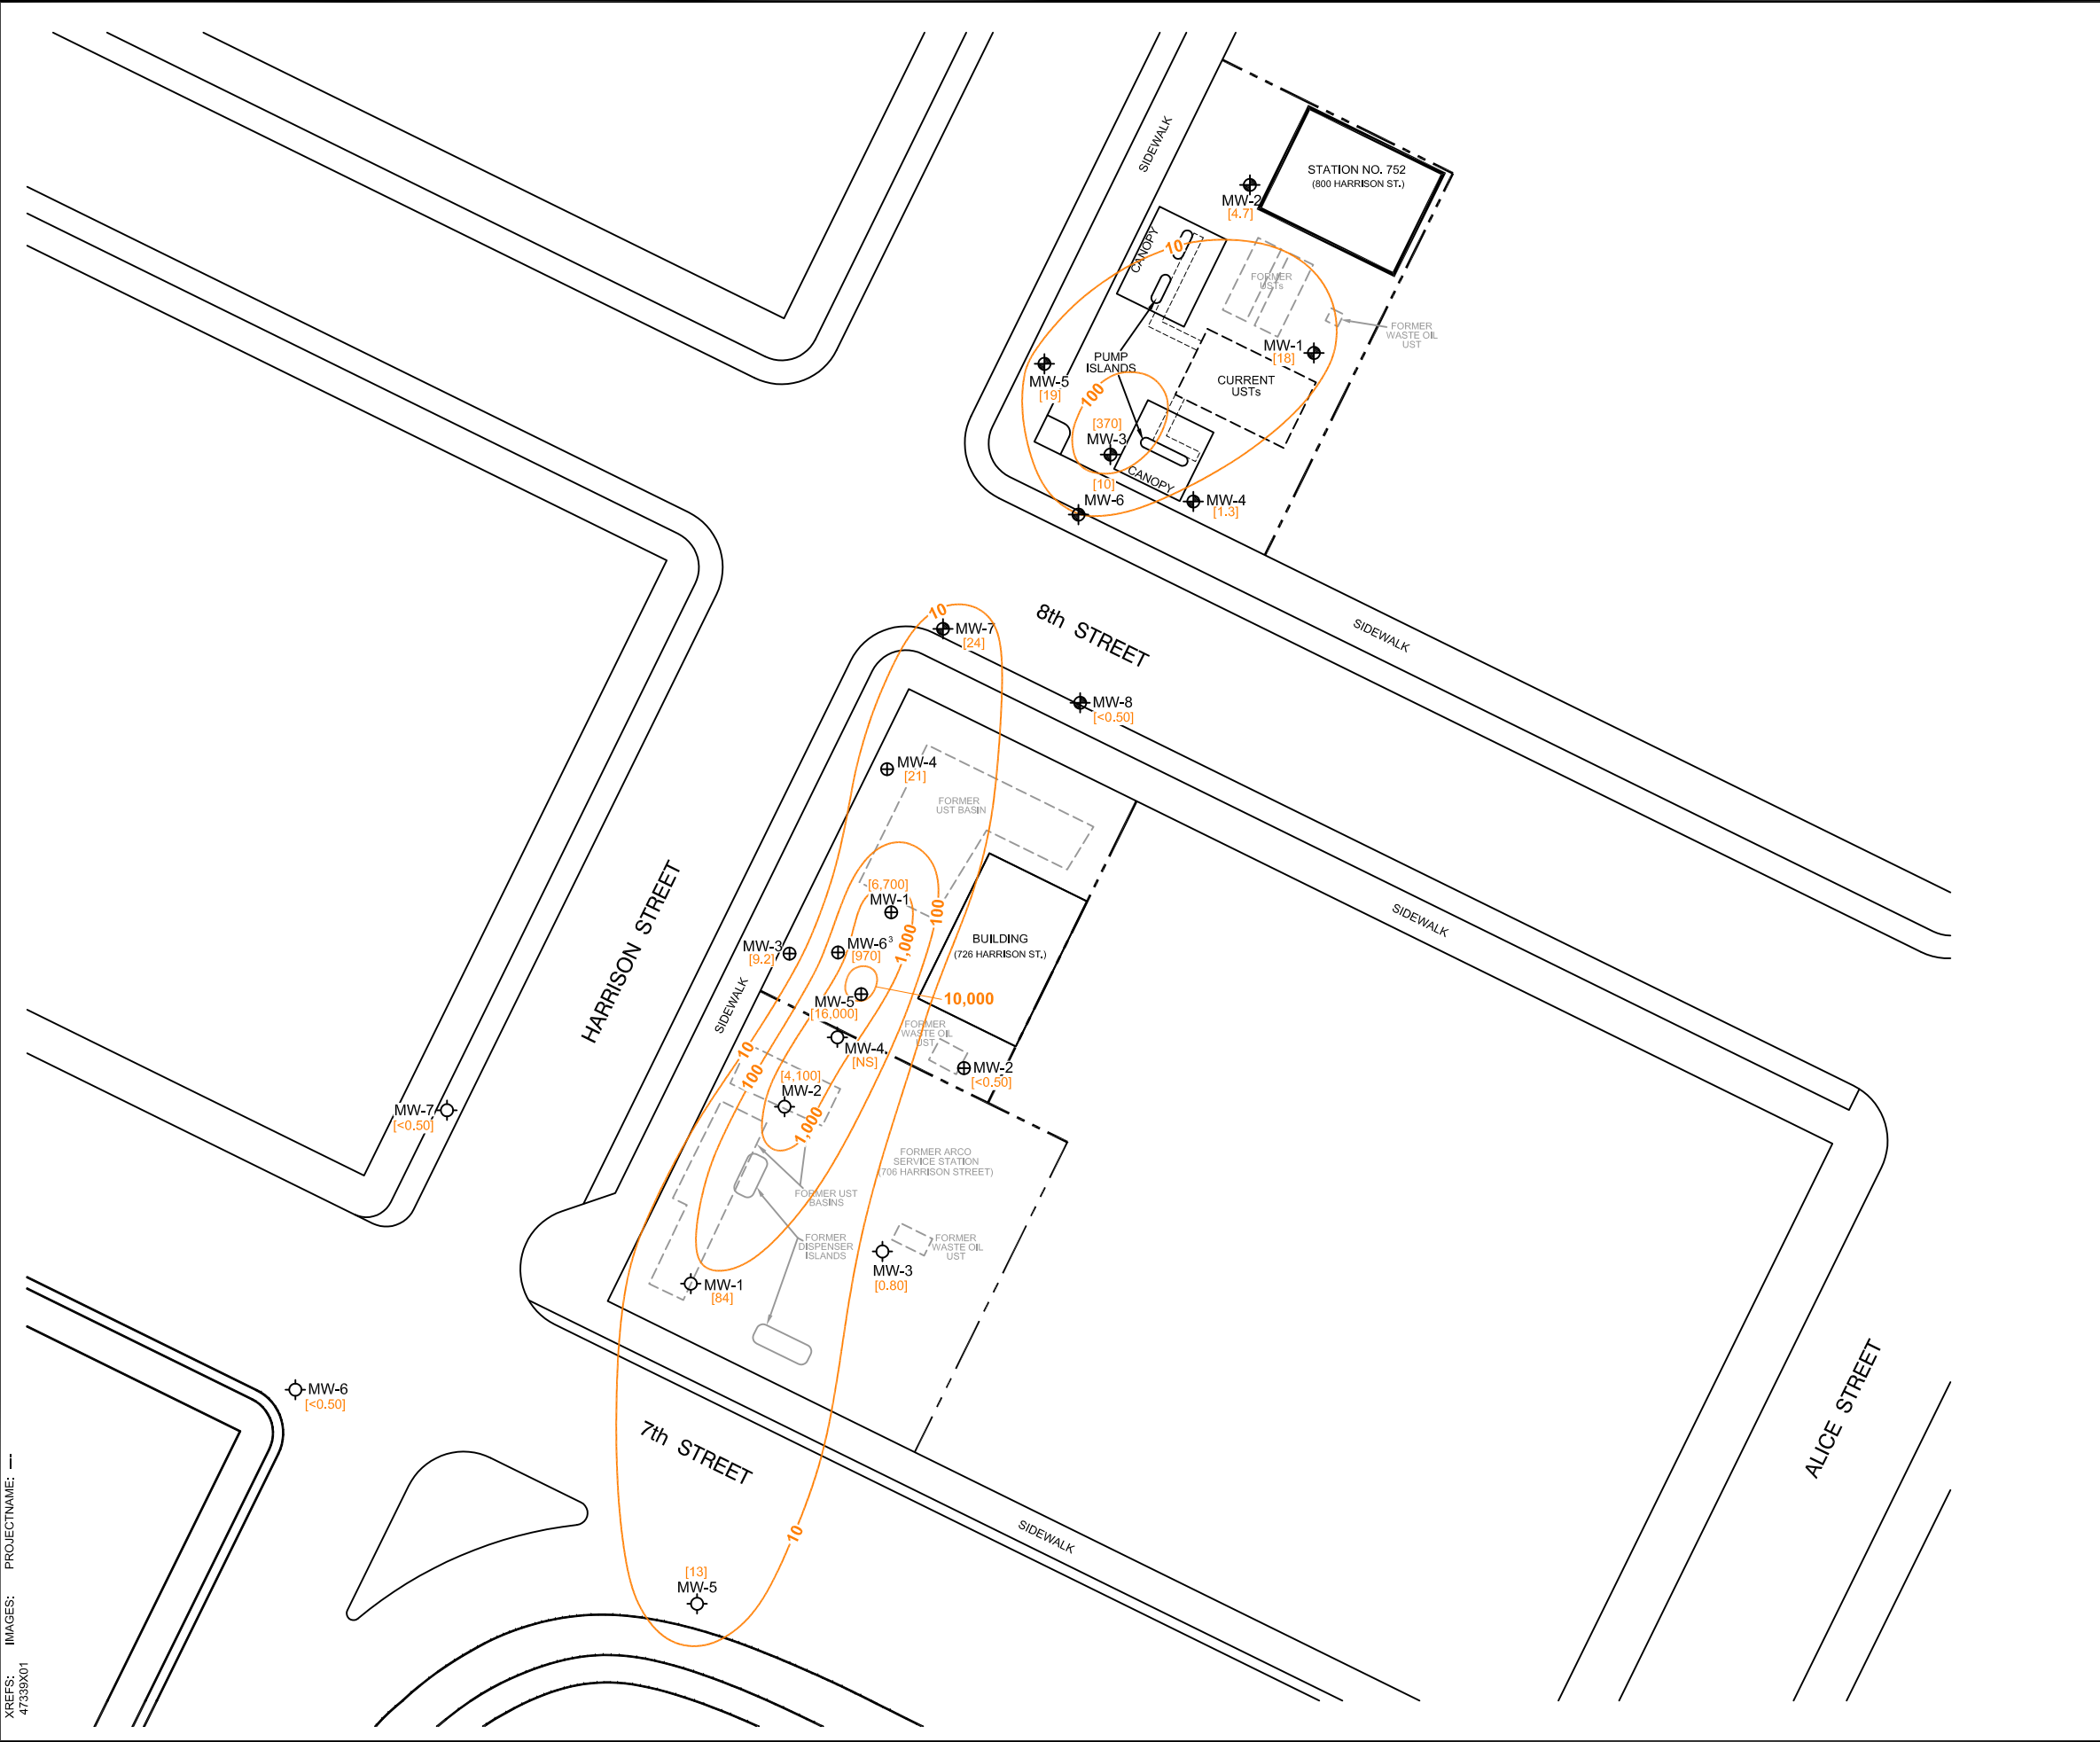 SIDEWALK
STATION NO. 752
(800 HARRISON ST.)
MW-2
[4.7]
CANOPY
10
FORMER
USTs
FORMER
WASTE OIL
UST
MW-1
[18]
PUMP
ISLANDS
MW-5
[19]
100
CURRENT
USTs
[370]
MW-3
CANOPY
[10]
MW-6
MW-4
[1.3]
10
MW-7
[24]
8th STREET
SIDEWALK
MW-8
[<0.50]
MW-4
[21]
FORMER
UST BASIN
HARRISON STREET
[6,700]
MW-1
100
1,000
SIDEWALK
MW-3
[9.2]
MW-6³
[970]
BUILDING
(726 HARRISON ST.)
MW-5
[16,000]
10,000
SIDEWALK
FORMER
WASTE OIL
UST
MW-4
[NS]
10
100
MW-2
[<0.50]
[4,100]
MW-2
1,000
MW-7
[<0.50]
FORMER ARCO
SERVICE STATION
(706 HARRISON STREET)
FORMER UST
BASINS
FORMER
DISPENSER
ISLANDS
FORMER
WASTE OIL
UST
MW-3
[0.80]
MW-1
[84]
MW-6
[<0.50]
7th STREET
ALICE STREET
10
SIDEWALK
[13]
MW-5
XREFS: IMAGES: PROJECTNAME: ----
47339X01